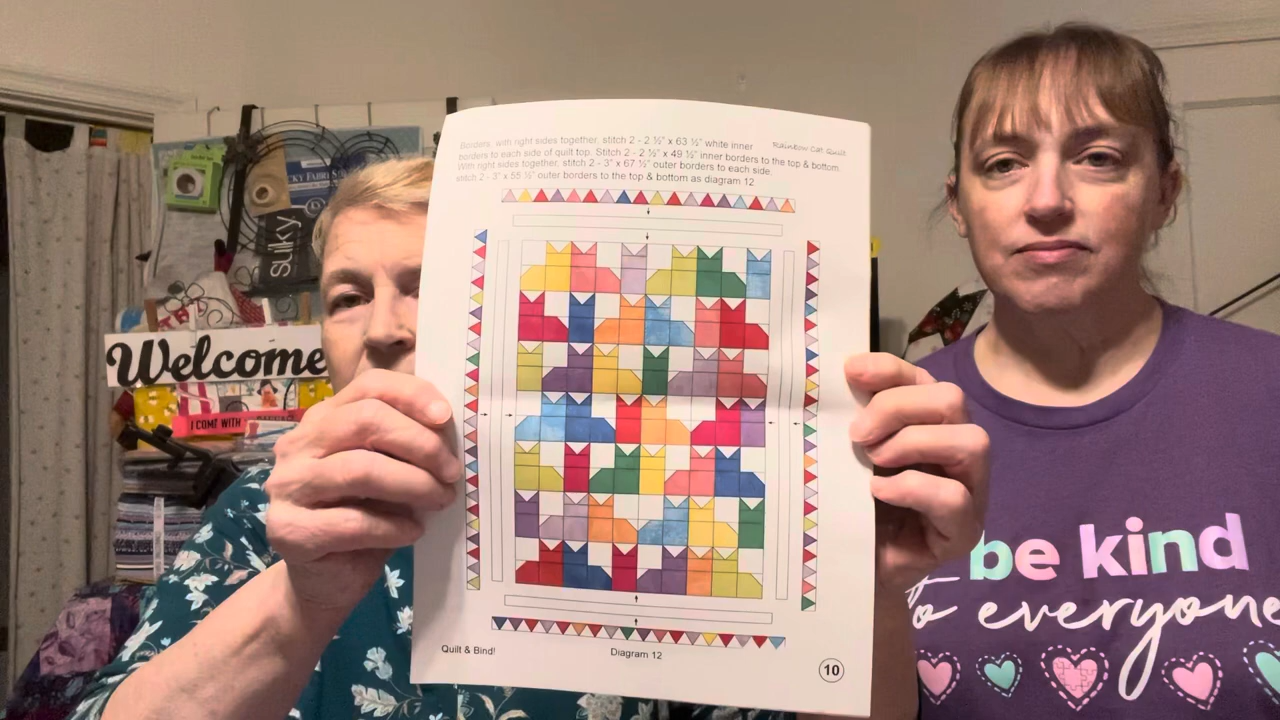 Borders, with right sides together, stitch 2 - 2 ½" x 63 ½" white inner
Rainbow Cat Quilt
borders to each side of quilt top. Stitch 2 - 2 ½" x 49 ½" inner borders to the top & bottom.
With right sides together, stitch 2 - 3" x 67 ½" outer borders to each side.
stitch 2 - 3" x 55 ½" outer borders to the top & bottom as diagram 12
Quilt & Bind!
Diagram 12
10
sulky
Welcome
I COME WITH
be kind
to everyone